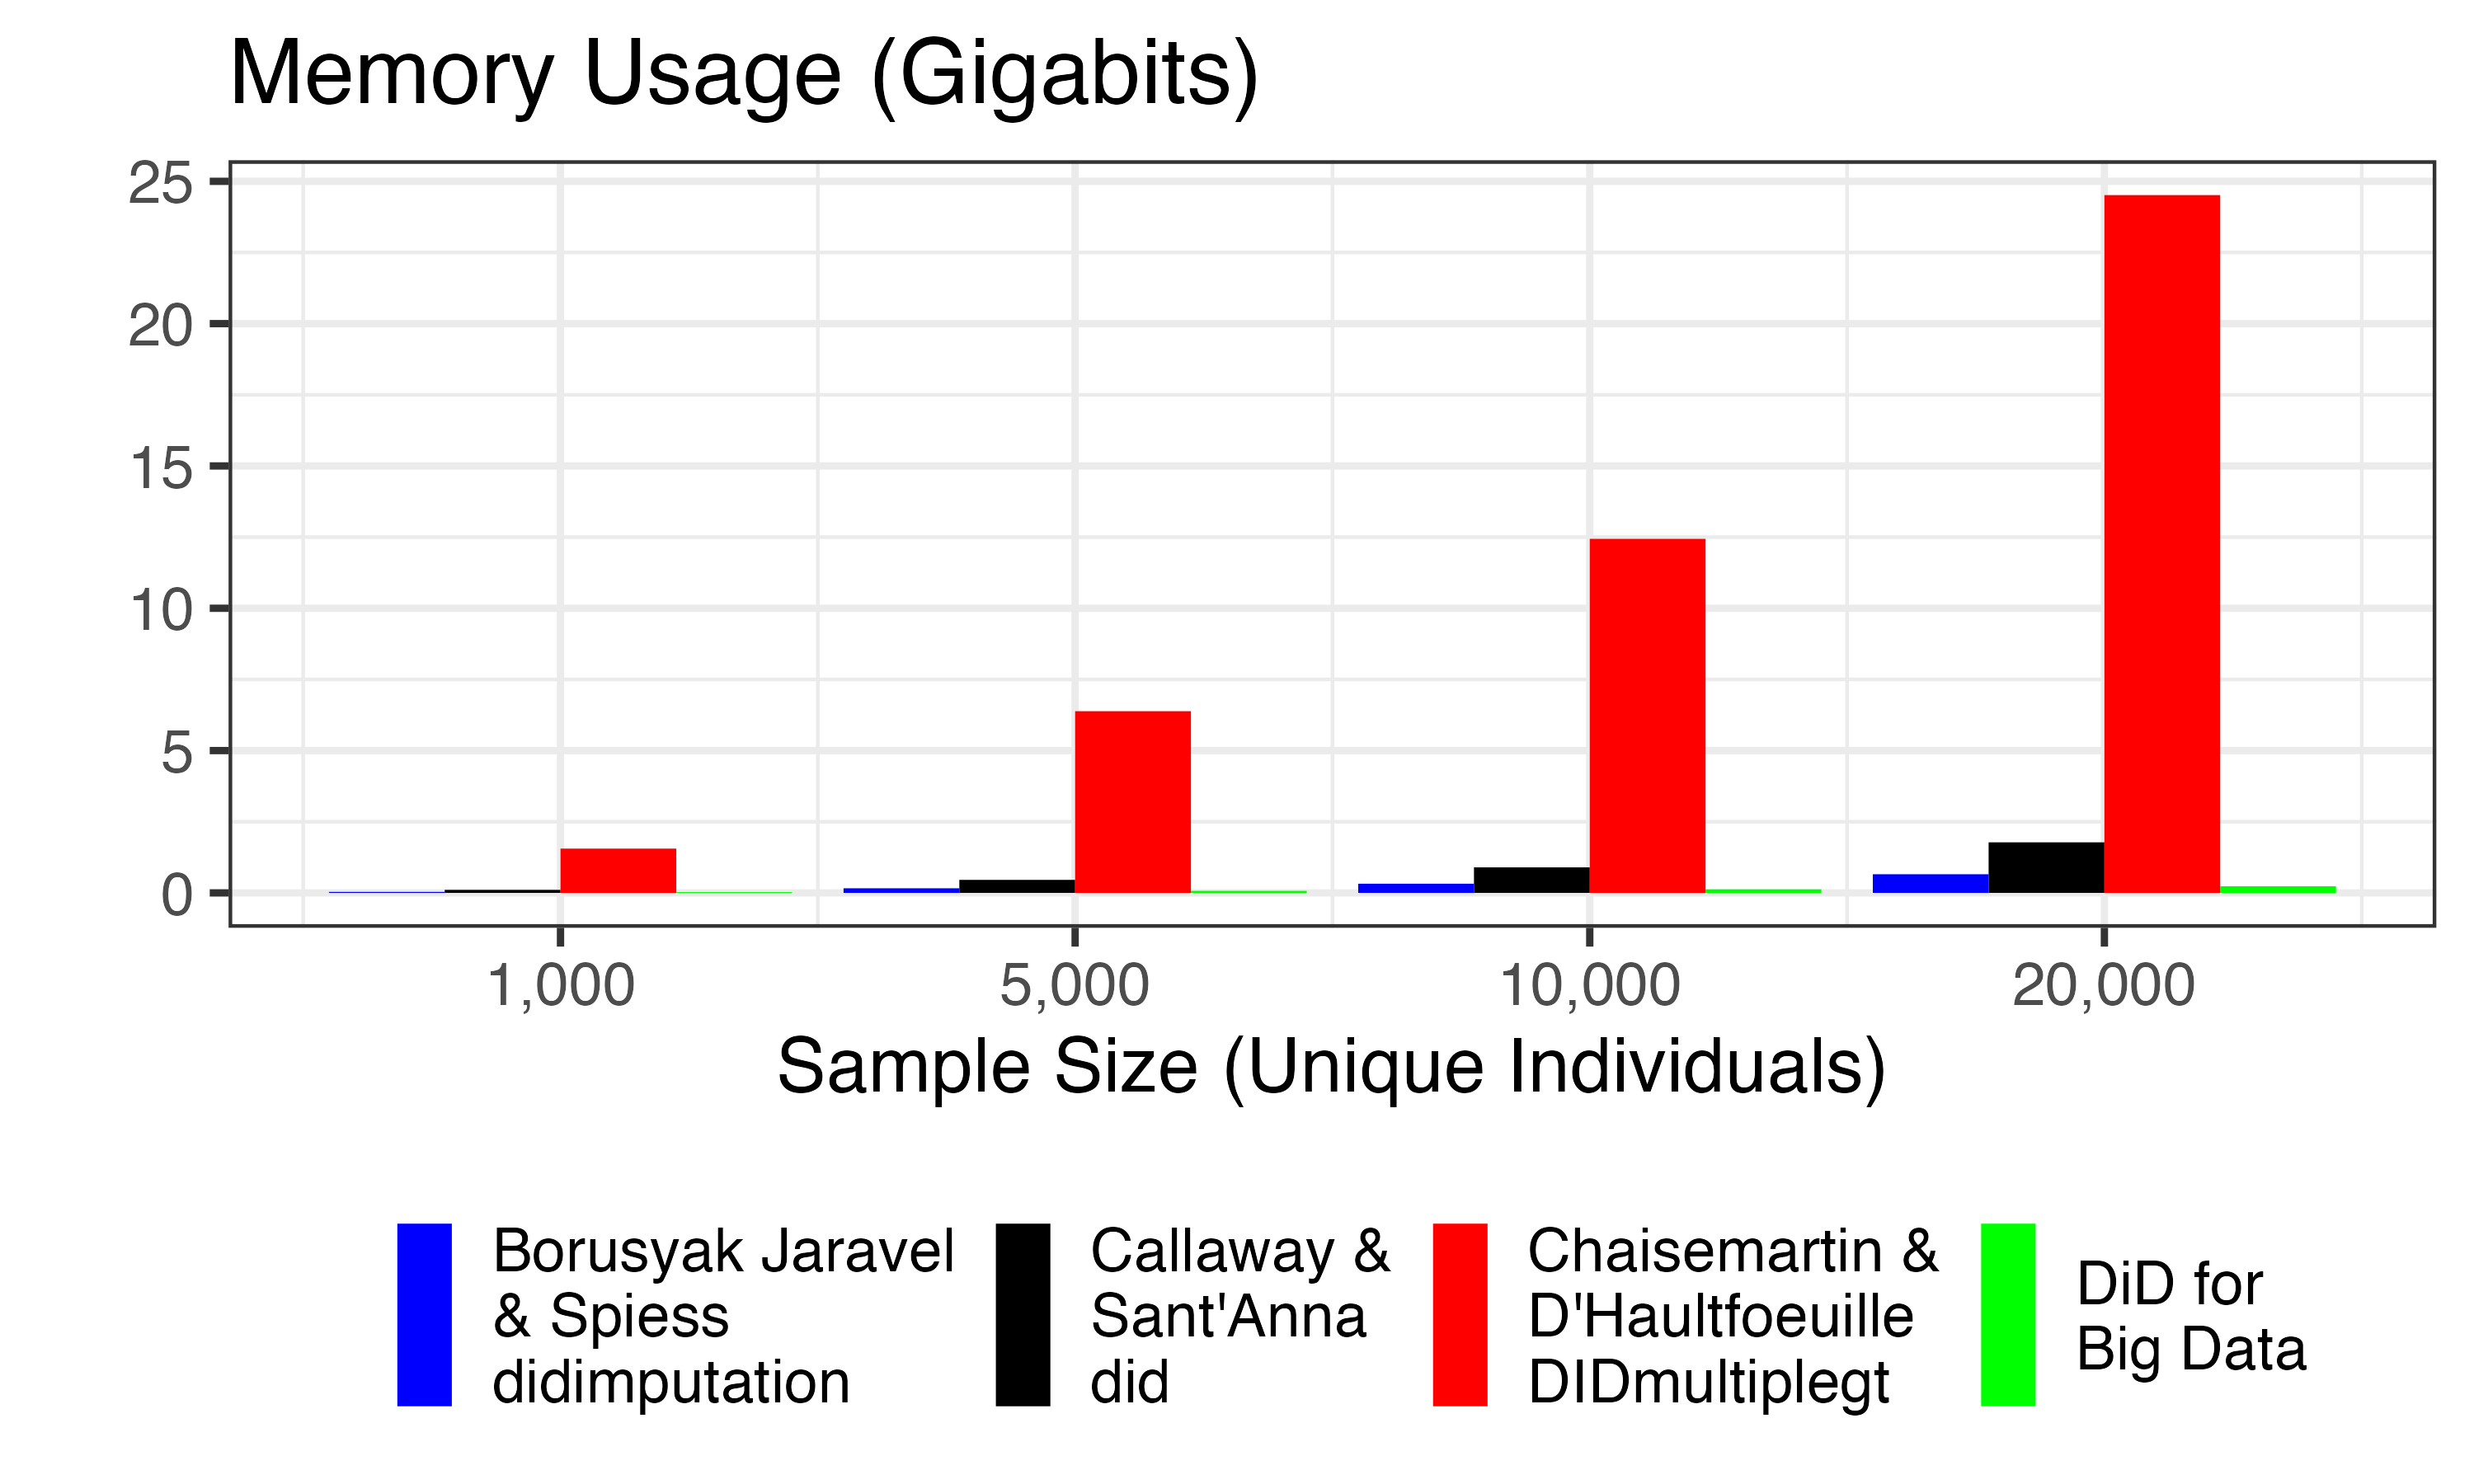 Memory Usage (Gigabits)
25
20
15
10
5
0
1,000 5,000 10,000 20,000
Sample Size (Unique Individuals)
Borusyak Jaravel
& Spiess
didimputation
Callaway &
Sant'Anna
did
Chaisemartin &
D'Haultfoeuille
DIDmultiplegt
DiD for
Big Data